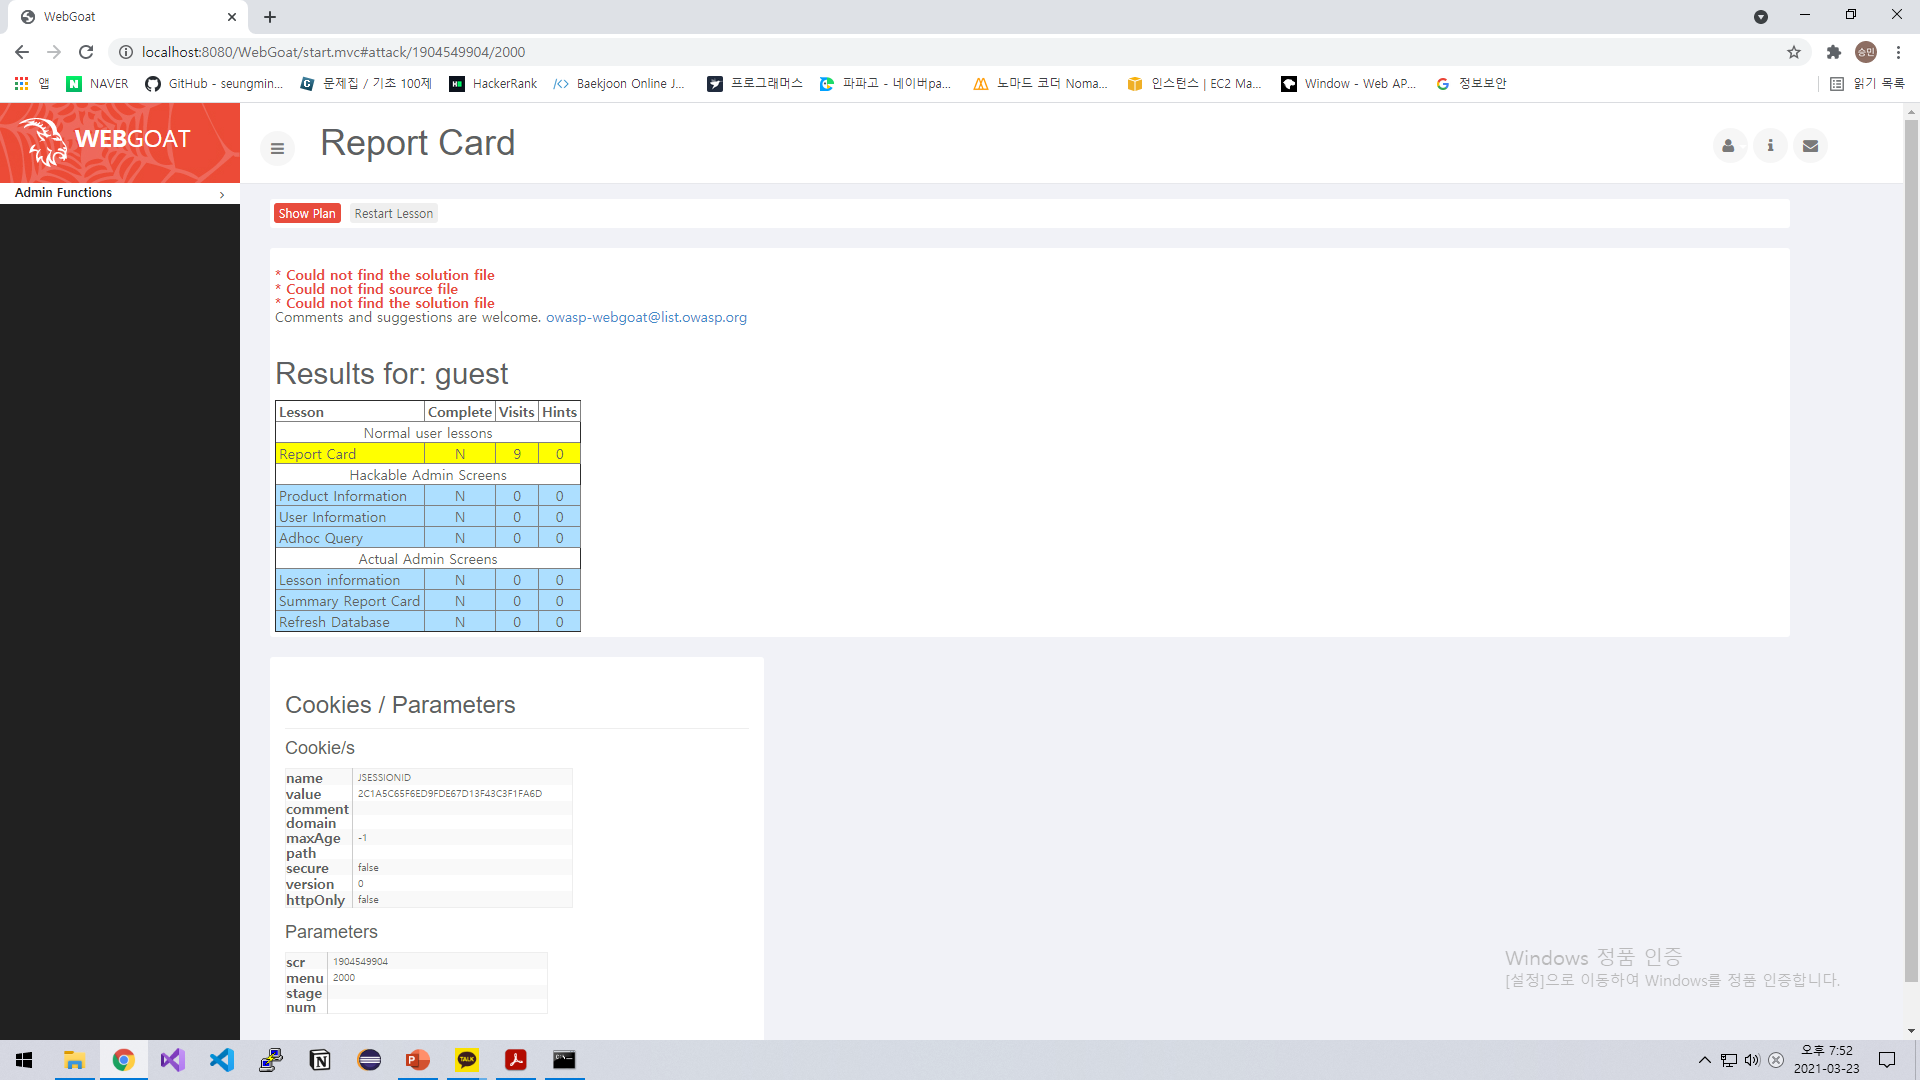 WebGoat
localhost:8080/WebGoat/start.mvc#attack/1904549904/2000
승민
앱 NAVER GitHub - seungmin... 문제집 / 기초 100제 HackerRank Baekjoon Online J... 프로그래머스 파파고 - 네이버pa... 노마드 코더 Noma... 인스턴스 | EC2 Ma... Window - Web AP... 정보보안 읽기 목록
WEBGOAT
Report Card
Admin Functions
Show Plan Restart Lesson
* Could not find the solution file
* Could not find source file
* Could not find the solution file
Comments and suggestions are welcome. owasp-webgoat@list.owasp.org
Results for: guest
Lesson Complete Visits Hints
Normal user lessons
Report Card N 9 0
Hackable Admin Screens
Product Information N 0 0
User Information N 0 0
Adhoc Query N 0 0
Actual Admin Screens
Lesson information N 0 0
Summary Report Card N 0 0
Refresh Database N 0 0
Cookies / Parameters
Cookie/s
name JSESSIONID
value 2C1A5C65F6ED9FDE67D13F43C3F1FA6D
comment
domain
maxAge -1
path
secure false
version 0
httpOnly false
Parameters
scr 1904549904
menu 2000
stage
num
Windows 정품 인증
[설정]으로 이동하여 Windows를 정품 인증합니다.
TALK
오후 7:52
2021-03-23